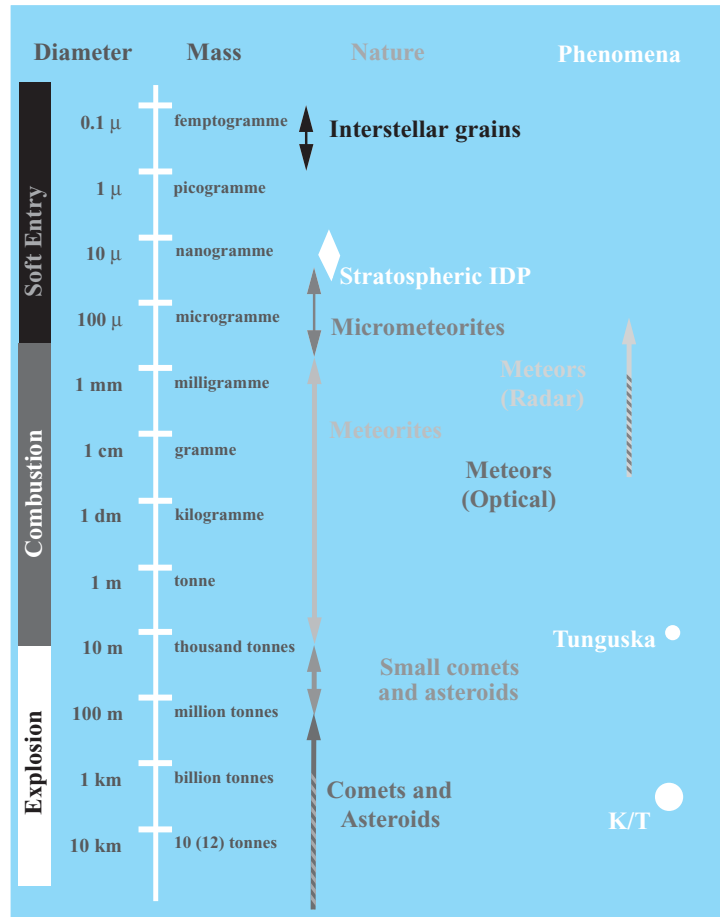 Diameter Mass Nature Phenomena
0.1 μ femptogramme
Interstellar grains
1 μ picogramme
10 μ nanogramme
Stratospheric IDP
100 μ microgramme
Micrometeorites
Meteors
(Radar)
1 mm milligramme
Meteorites
1 cm gramme
Meteors
(Optical)
1 dm kilogramme
1 m tonne
10 m thousand tonnes
Tunguska
Small comets
and asteroids
100 m million tonnes
1 km billion tonnes
Comets and
Asteroids
K/T
10 km 10 (12) tonnes
Soft Entry
Combustion
Explosion